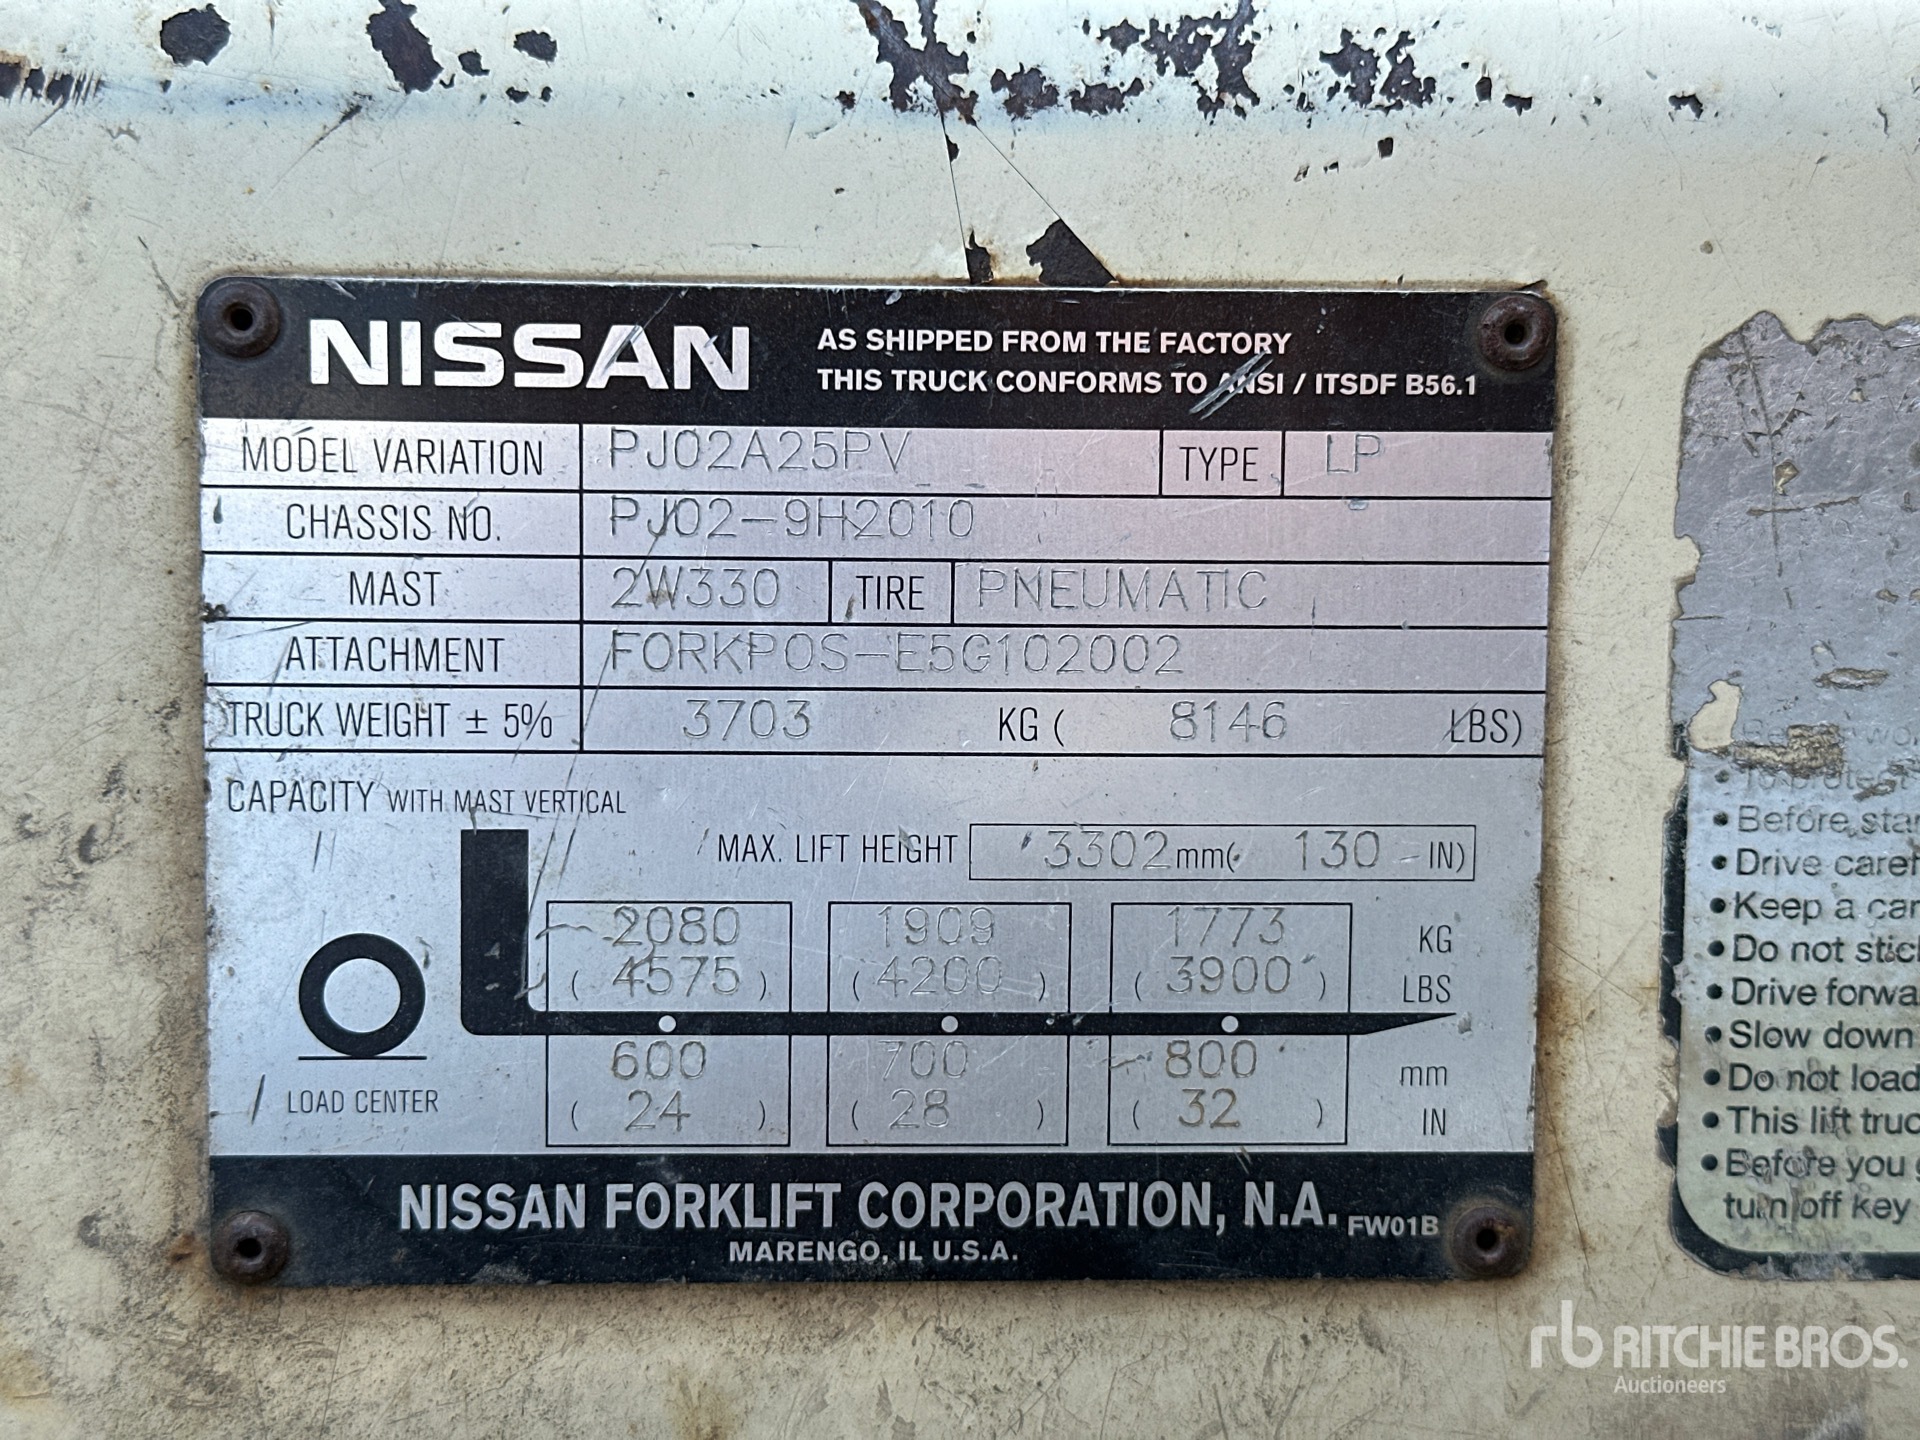 NISSAN
AS SHIPPED FROM THE FACTORY
THIS TRUCK CONFORMS TO ANSI / ITSDF B56.1
MODEL VARIATION PJ02A25PV TYPE LP
CHASSIS NO. PJ02-9H2010
MAST 2W330 TIRE PNEUMATIC
ATTACHMENT FORKPOS-E5G102002
TRUCK WEIGHT ± 5% 3703 KG ( 8146 LBS)
CAPACITY WITH MAST VERTICAL
MAX. LIFT HEIGHT 3302 mm( 130 IN)
2080 1909 1773 KG
( 4575 ) ( 4200 ) ( 3900 ) LBS
600 700 800 mm
LOAD CENTER ( 24 ) ( 28 ) ( 32 ) IN
NISSAN FORKLIFT CORPORATION, N.A. FW01B
MARENGO, IL U.S.A.
• To protect
• Before star
• Drive caref
• Keep a car
• Do not stic
• Drive forwa
• Slow down
• Do not load
• This lift truc
• Before you
turn off key
rb RITCHIE BROS.
Auctioneers